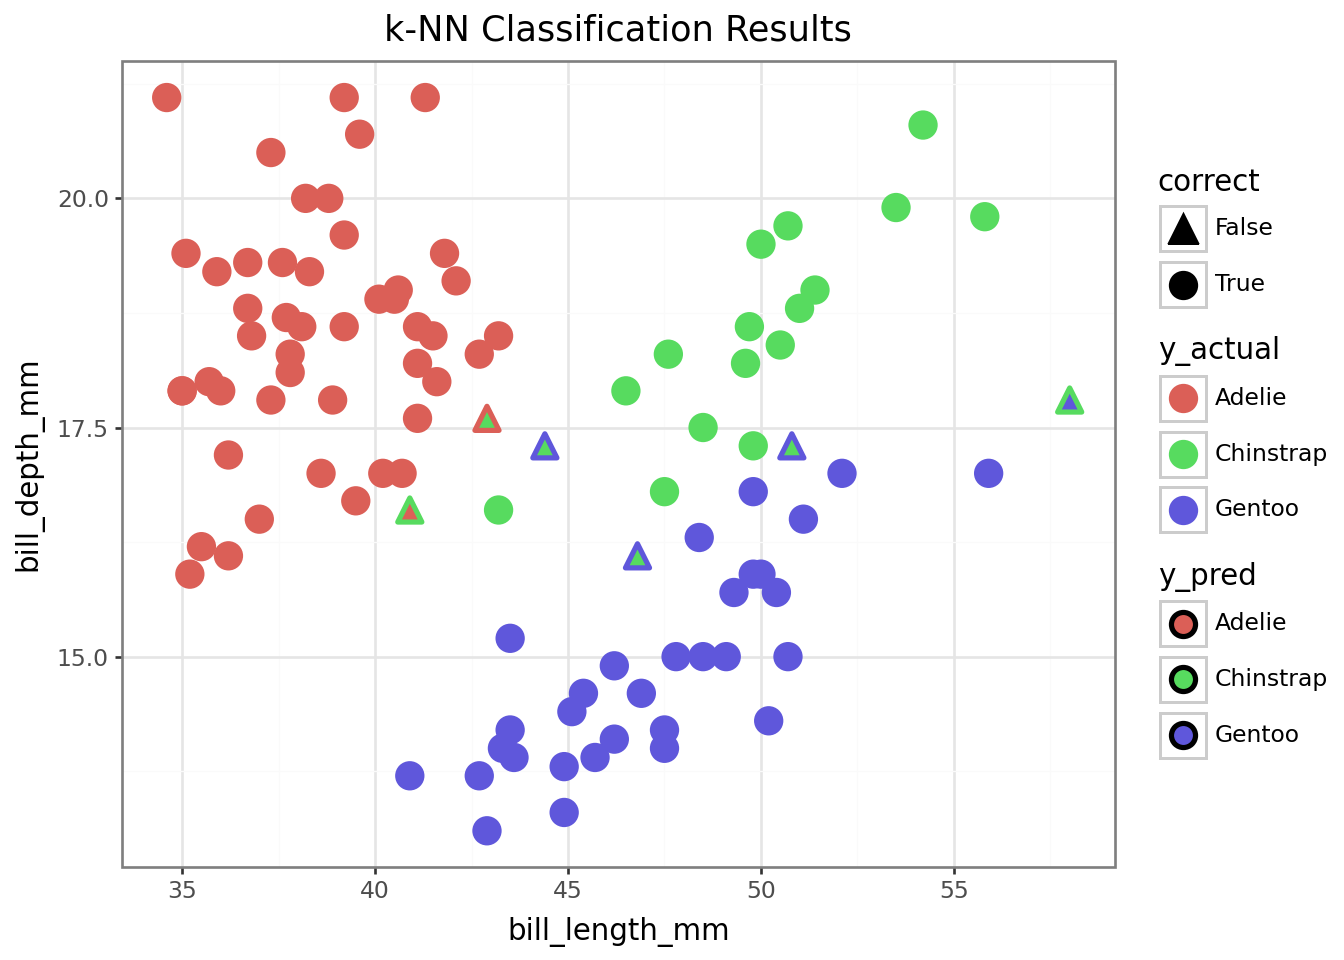 k-NN Classification Results
20.0
17.5
15.0
bill_depth_mm
35 40 45 50 55
bill_length_mm
correct
False
True
y_actual
Adelie
Chinstrap
Gentoo
y_pred
Adelie
Chinstrap
Gentoo